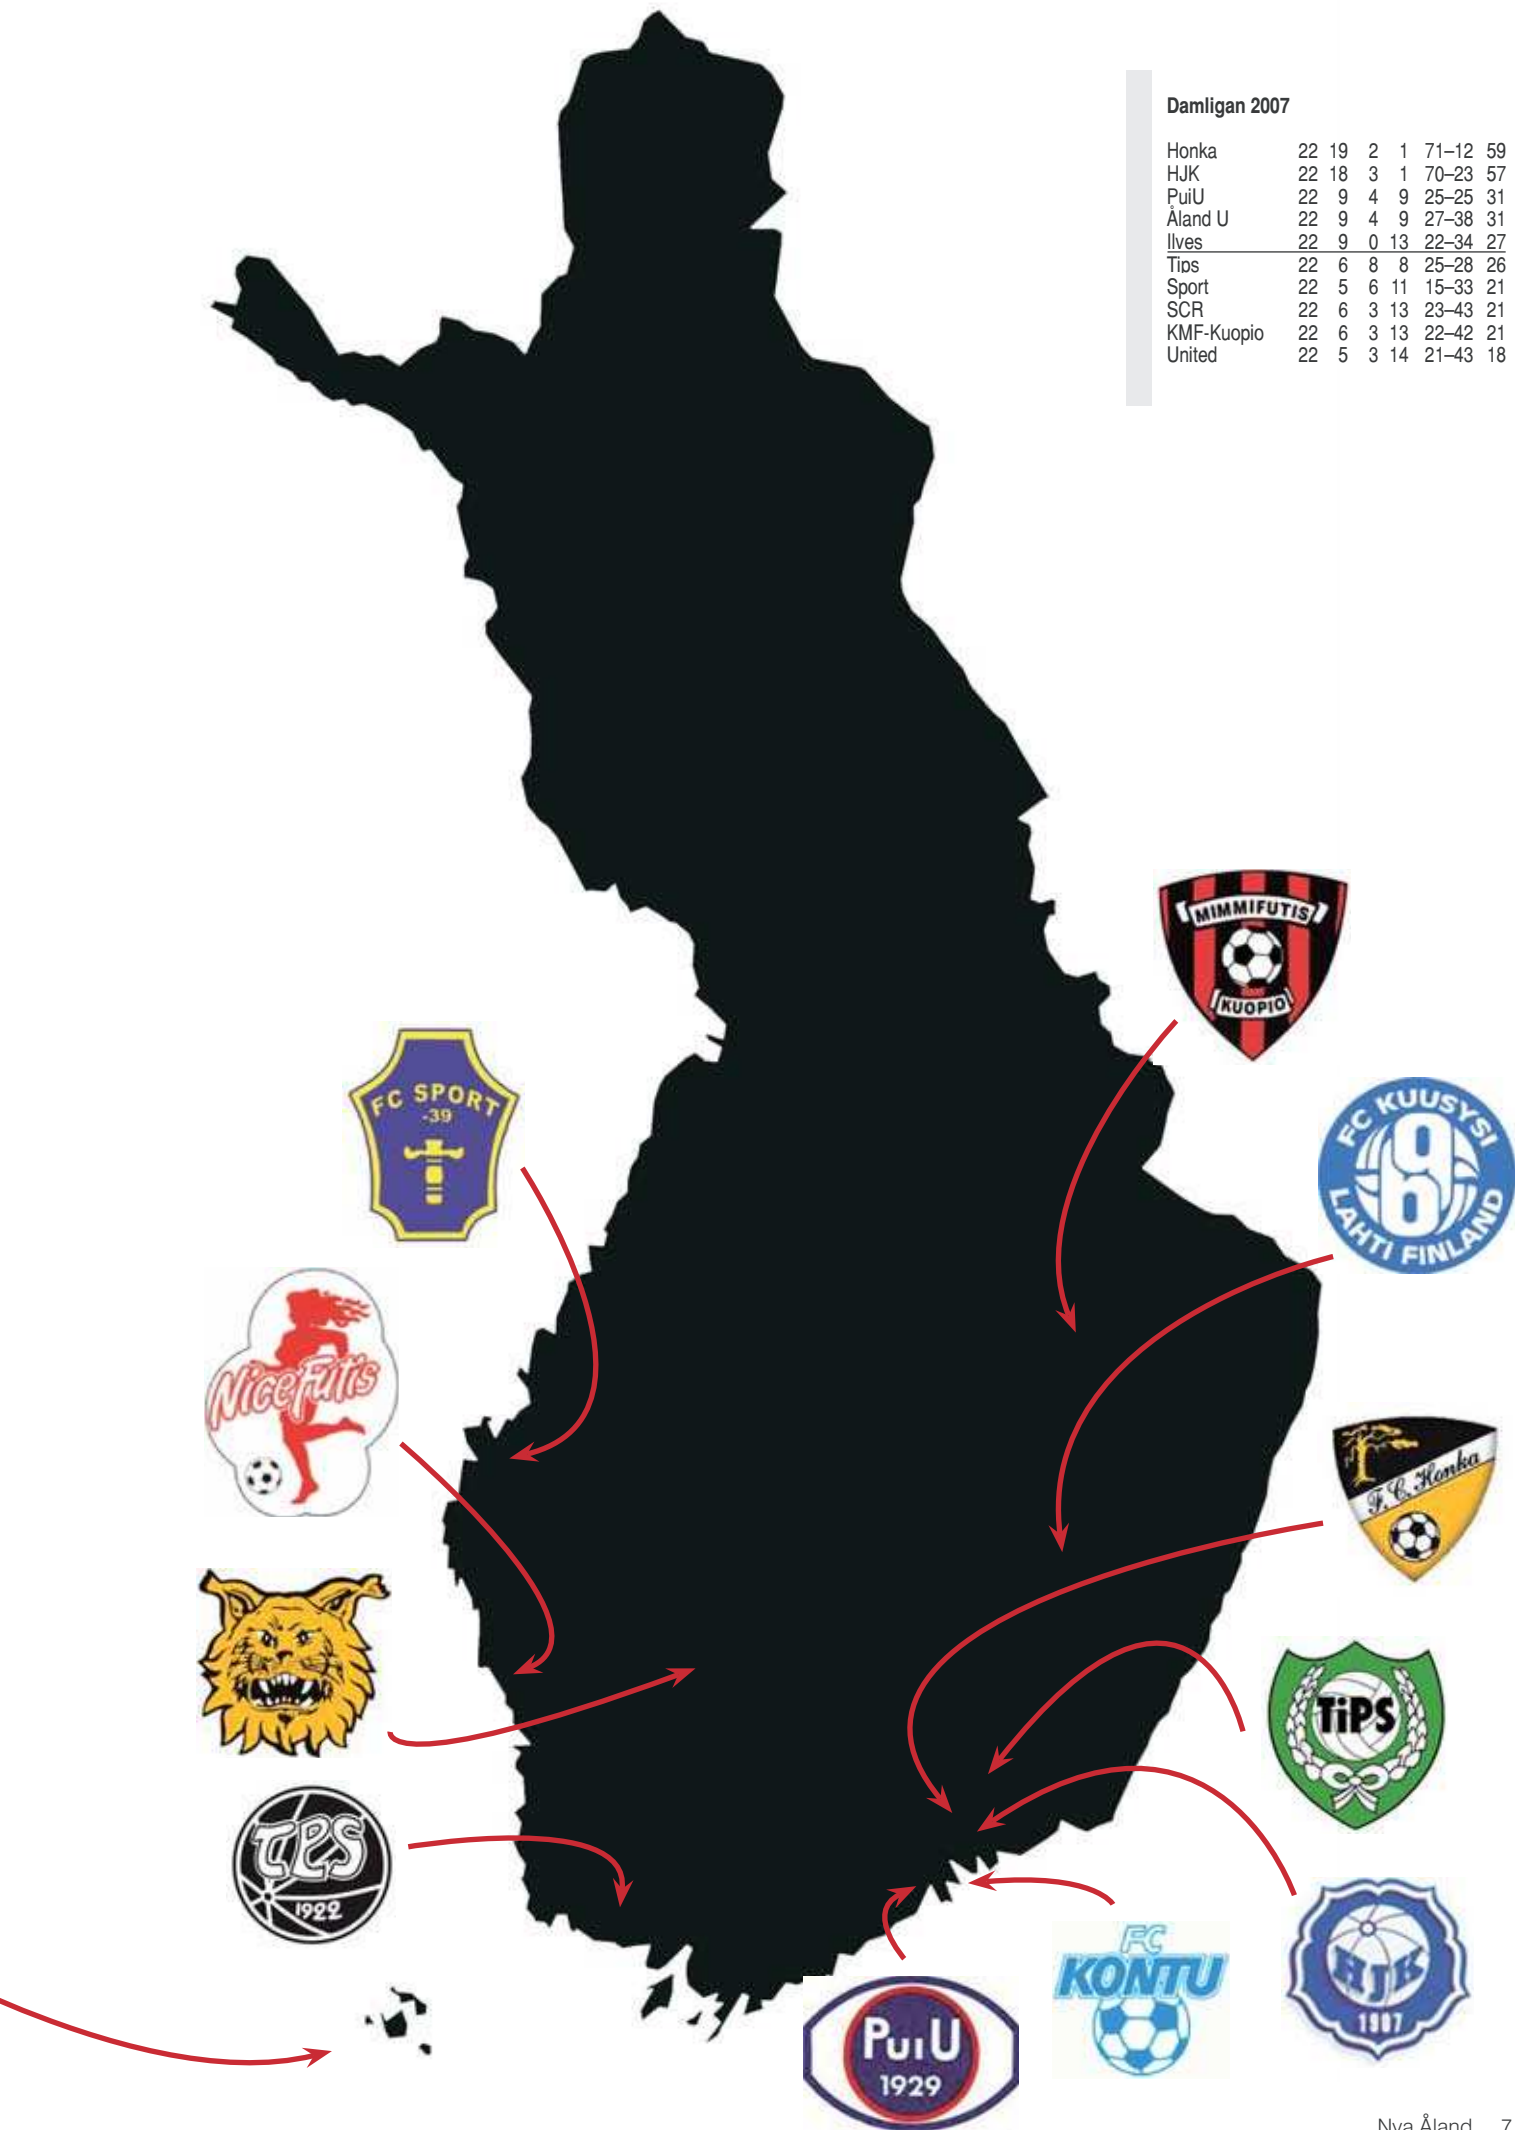 Damligan 2007
Honka 22 19 2 1 71–12 59
HJK 22 18 3 1 70–23 57
PuiU 22 9 4 9 25–25 31
Åland U 22 9 4 9 27–38 31
Ilves 22 9 0 13 22–34 27
Tips 22 6 8 8 25–28 26
Sport 22 5 6 11 15–33 21
SCR 22 6 3 13 23–43 21
KMF-Kuopio 22 6 3 13 22–42 21
United 22 5 3 14 21–43 18
MIMMIFUTIS
KUOPIO
FC SPORT
-39
FC KUUSYSI
69
LAHTI FINLAND
NiceFutis
F.C. Honka
TiPS
TPS
1922
HJK
1907
FC
KONTU
PuiU
1929
Nya Åland 7